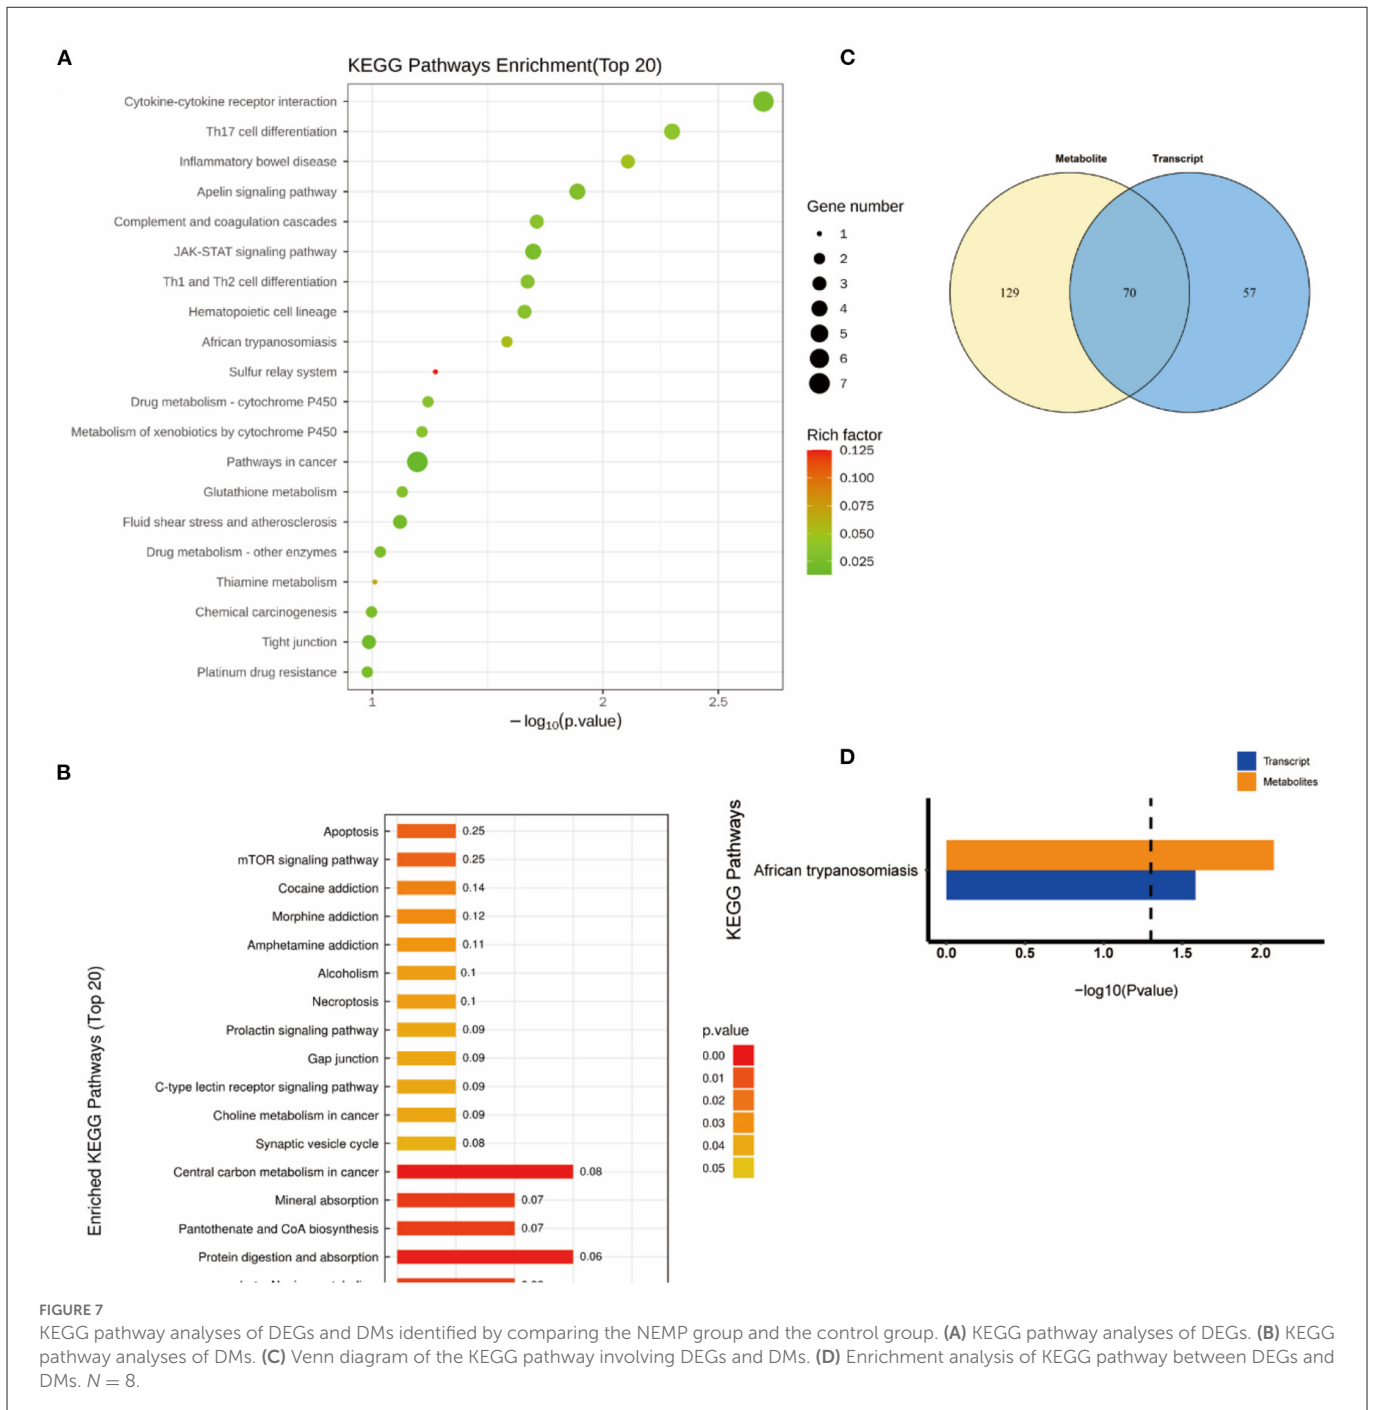 A
KEGG Pathways Enrichment(Top 20)
Cytokine-cytokine receptor interaction
Th17 cell differentiation
Inflammatory bowel disease
Apelin signaling pathway
Complement and coagulation cascades
JAK-STAT signaling pathway
Th1 and Th2 cell differentiation
Hematopoietic cell lineage
African trypanosomiasis
Sulfur relay system
Drug metabolism - cytochrome P450
Metabolism of xenobiotics by cytochrome P450
Pathways in cancer
Glutathione metabolism
Fluid shear stress and atherosclerosis
Drug metabolism - other enzymes
Thiamine metabolism
Chemical carcinogenesis
Tight junction
Platinum drug resistance
1 2 2.5
−log10(p.value)
Gene number
1
2
3
4
5
6
7
Rich factor
0.125
0.100
0.075
0.050
0.025
C
Metabolite Transcript
129 70 57
B
Enriched KEGG Pathways (Top 20)
Apoptosis 0.25
mTOR signaling pathway 0.25
Cocaine addiction 0.14
Morphine addiction 0.12
Amphetamine addiction 0.11
Alcoholism 0.1
Necroptosis 0.1
Prolactin signaling pathway 0.09
Gap junction 0.09
C-type lectin receptor signaling pathway 0.09
Choline metabolism in cancer 0.09
Synaptic vesicle cycle 0.08
Central carbon metabolism in cancer 0.08
Mineral absorption 0.07
Pantothenate and CoA biosynthesis 0.07
Protein digestion and absorption 0.06
p.value
0.00
0.01
0.02
0.03
0.04
0.05
D
Transcript
Metabolites
KEGG Pathways
African trypanosomiasis
0.0 0.5 1.0 1.5 2.0
−log10(Pvalue)
FIGURE 7
KEGG pathway analyses of DEGs and DMs identified by comparing the NEMP group and the control group. (A) KEGG pathway analyses of DEGs. (B) KEGG
pathway analyses of DMs. (C) Venn diagram of the KEGG pathway involving DEGs and DMs. (D) Enrichment analysis of KEGG pathway between DEGs and
DMs. N = 8.